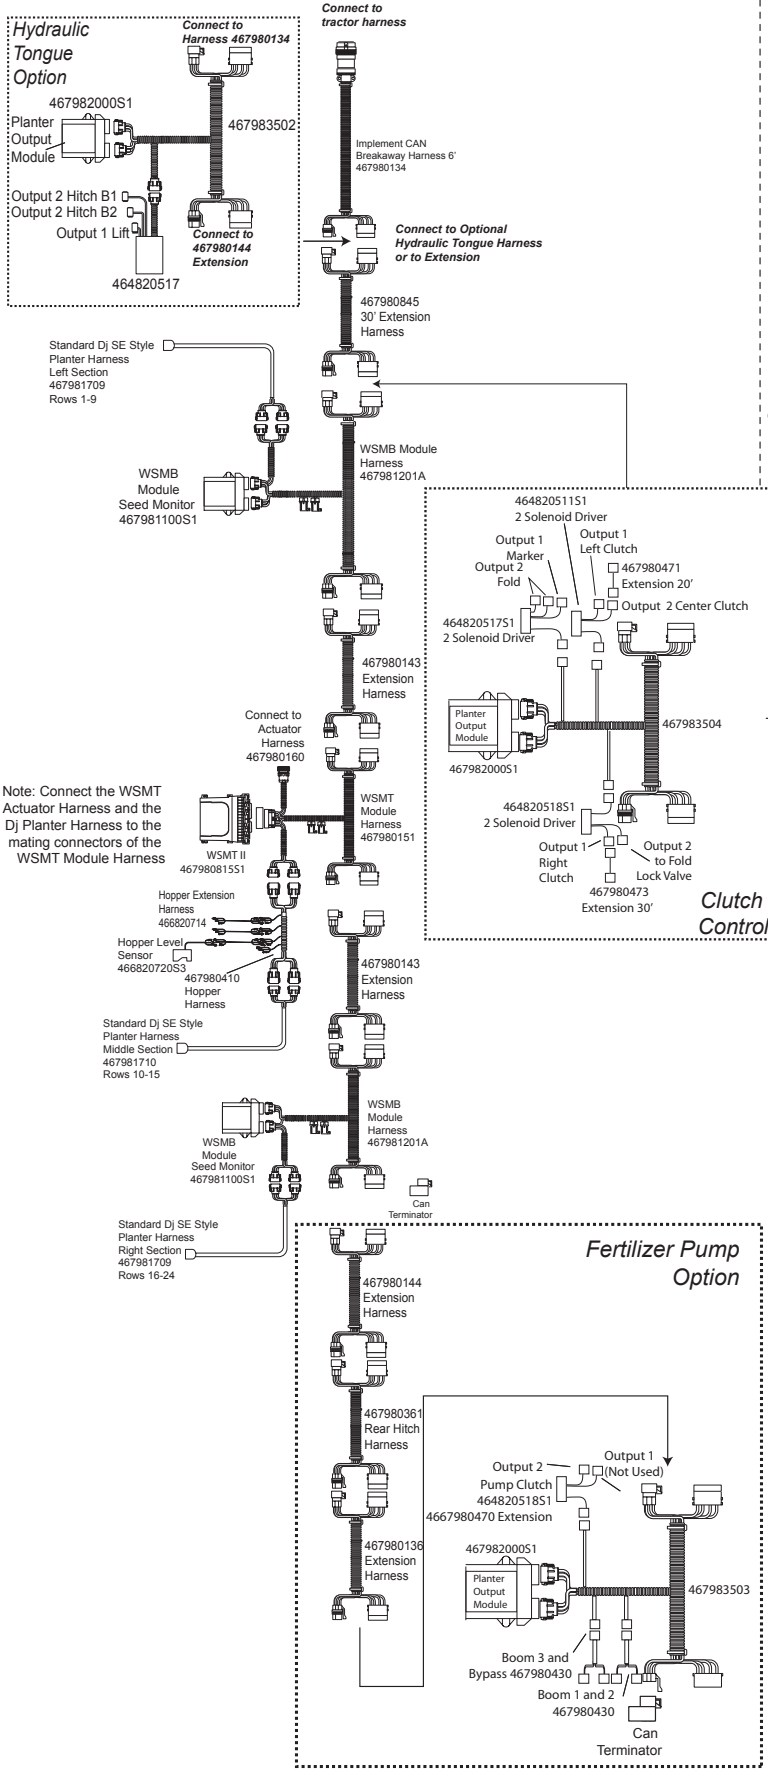 Connect to
tractor harness
Hydraulic
Tongue
Option
Connect to
Harness 467980134
467982000S1
Planter
Output
Module
467983502
Output 2 Hitch B1
Output 2 Hitch B2
Output 1 Lift
464820517
Connect to
467980144
Extension
Implement CAN
Breakaway Harness 6'
467980134
Connect to Optional
Hydraulic Tongue Harness
or to Extension
467980845
30' Extension
Harness
Standard Dj SE Style
Planter Harness
Left Section
467981709
Rows 1-9
WSMB Module
Harness
467981201A
WSMB
Module
Seed Monitor
467981100S1
464820511S1
2 Solenoid Driver
Output 1
Marker
Output 2
Fold
Output 1
Left Clutch
467980471
Extension 20'
Output 2 Center Clutch
464820517S1
2 Solenoid Driver
Planter
Output
Module
467982000S1
467983504
464820518S1
2 Solenoid Driver
Output 1
Right
Clutch
Output 2
to Fold
Lock Valve
467980473
Extension 30'
Clutch
Control
467980143
Extension
Harness
Connect to
Actuator
Harness
467980160
Note: Connect the WSMT
Actuator Harness and the
Dj Planter Harness to the
mating connectors of the
WSMT Module Harness
WSMT
Module
Harness
467980151
WSMT II
467980815S1
Hopper Extension
Harness
466820714
Hopper Level
Sensor
466820720S3
467980410
Hopper
Harness
467980143
Extension
Harness
Standard Dj SE Style
Planter Harness
Middle Section
467981710
Rows 10-15
WSMB
Module
Harness
467981201A
WSMB
Module
Seed Monitor
467981100S1
Can
Terminator
Standard Dj SE Style
Planter Harness
Right Section
467981709
Rows 16-24
Fertilizer Pump
Option
467980144
Extension
Harness
467980361
Rear Hitch
Harness
467980136
Extension
Harness
Output 2
Output 1
(Not Used)
Pump Clutch
464820518S1
4667980470 Extension
467982000S1
Planter
Output
Module
467983503
Boom 3 and
Bypass 467980430
Boom 1 and 2
467980430
Can
Terminator